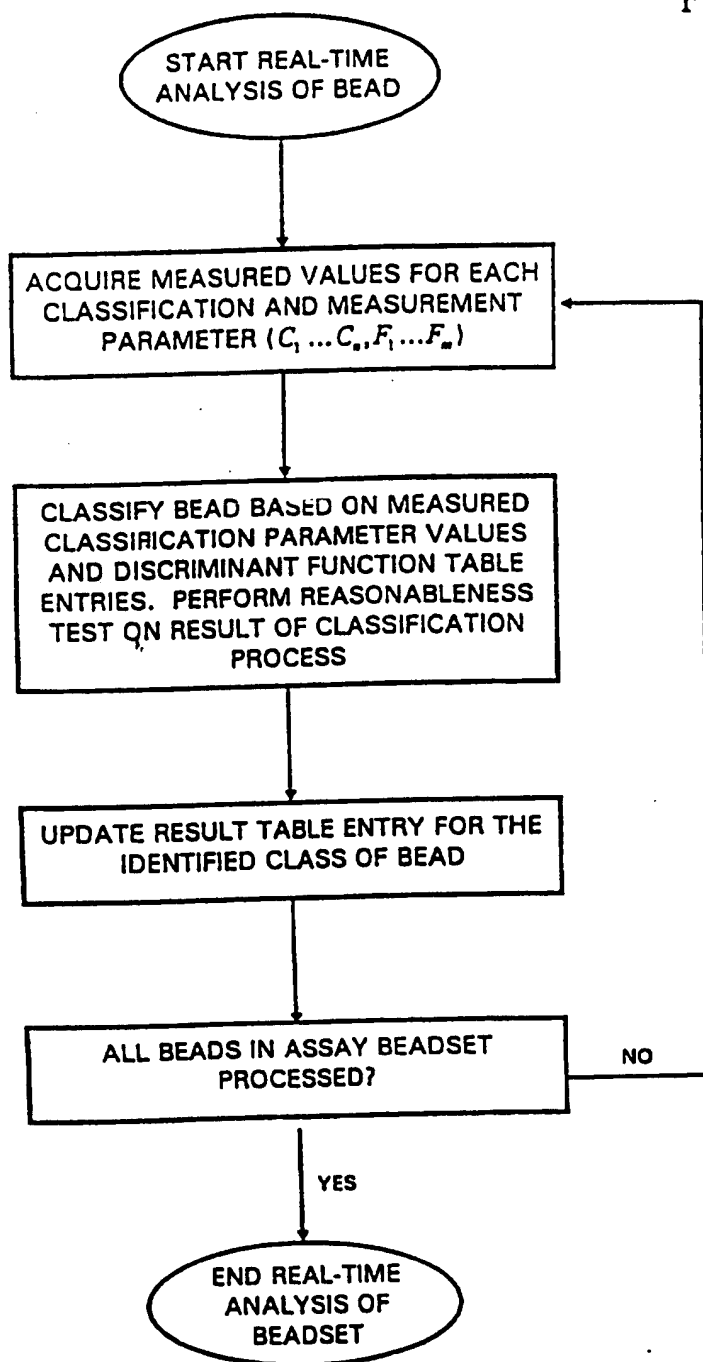 START REAL-TIME
ANALYSIS OF BEAD
ACQUIRE MEASURED VALUES FOR EACH
CLASSIFICATION AND MEASUREMENT
PARAMETER (C₁ ...Cₙ,F₁ ...Fₘ)
CLASSIFY BEAD BASED ON MEASURED
CLASSIFICATION PARAMETER VALUES
AND DISCRIMINANT FUNCTION TABLE
ENTRIES. PERFORM REASONABLENESS
TEST ON RESULT OF CLASSIFICATION
PROCESS
UPDATE RESULT TABLE ENTRY FOR THE
IDENTIFIED CLASS OF BEAD
ALL BEADS IN ASSAY BEADSET
PROCESSED?
NO
YES
END REAL-TIME
ANALYSIS OF
BEADSET